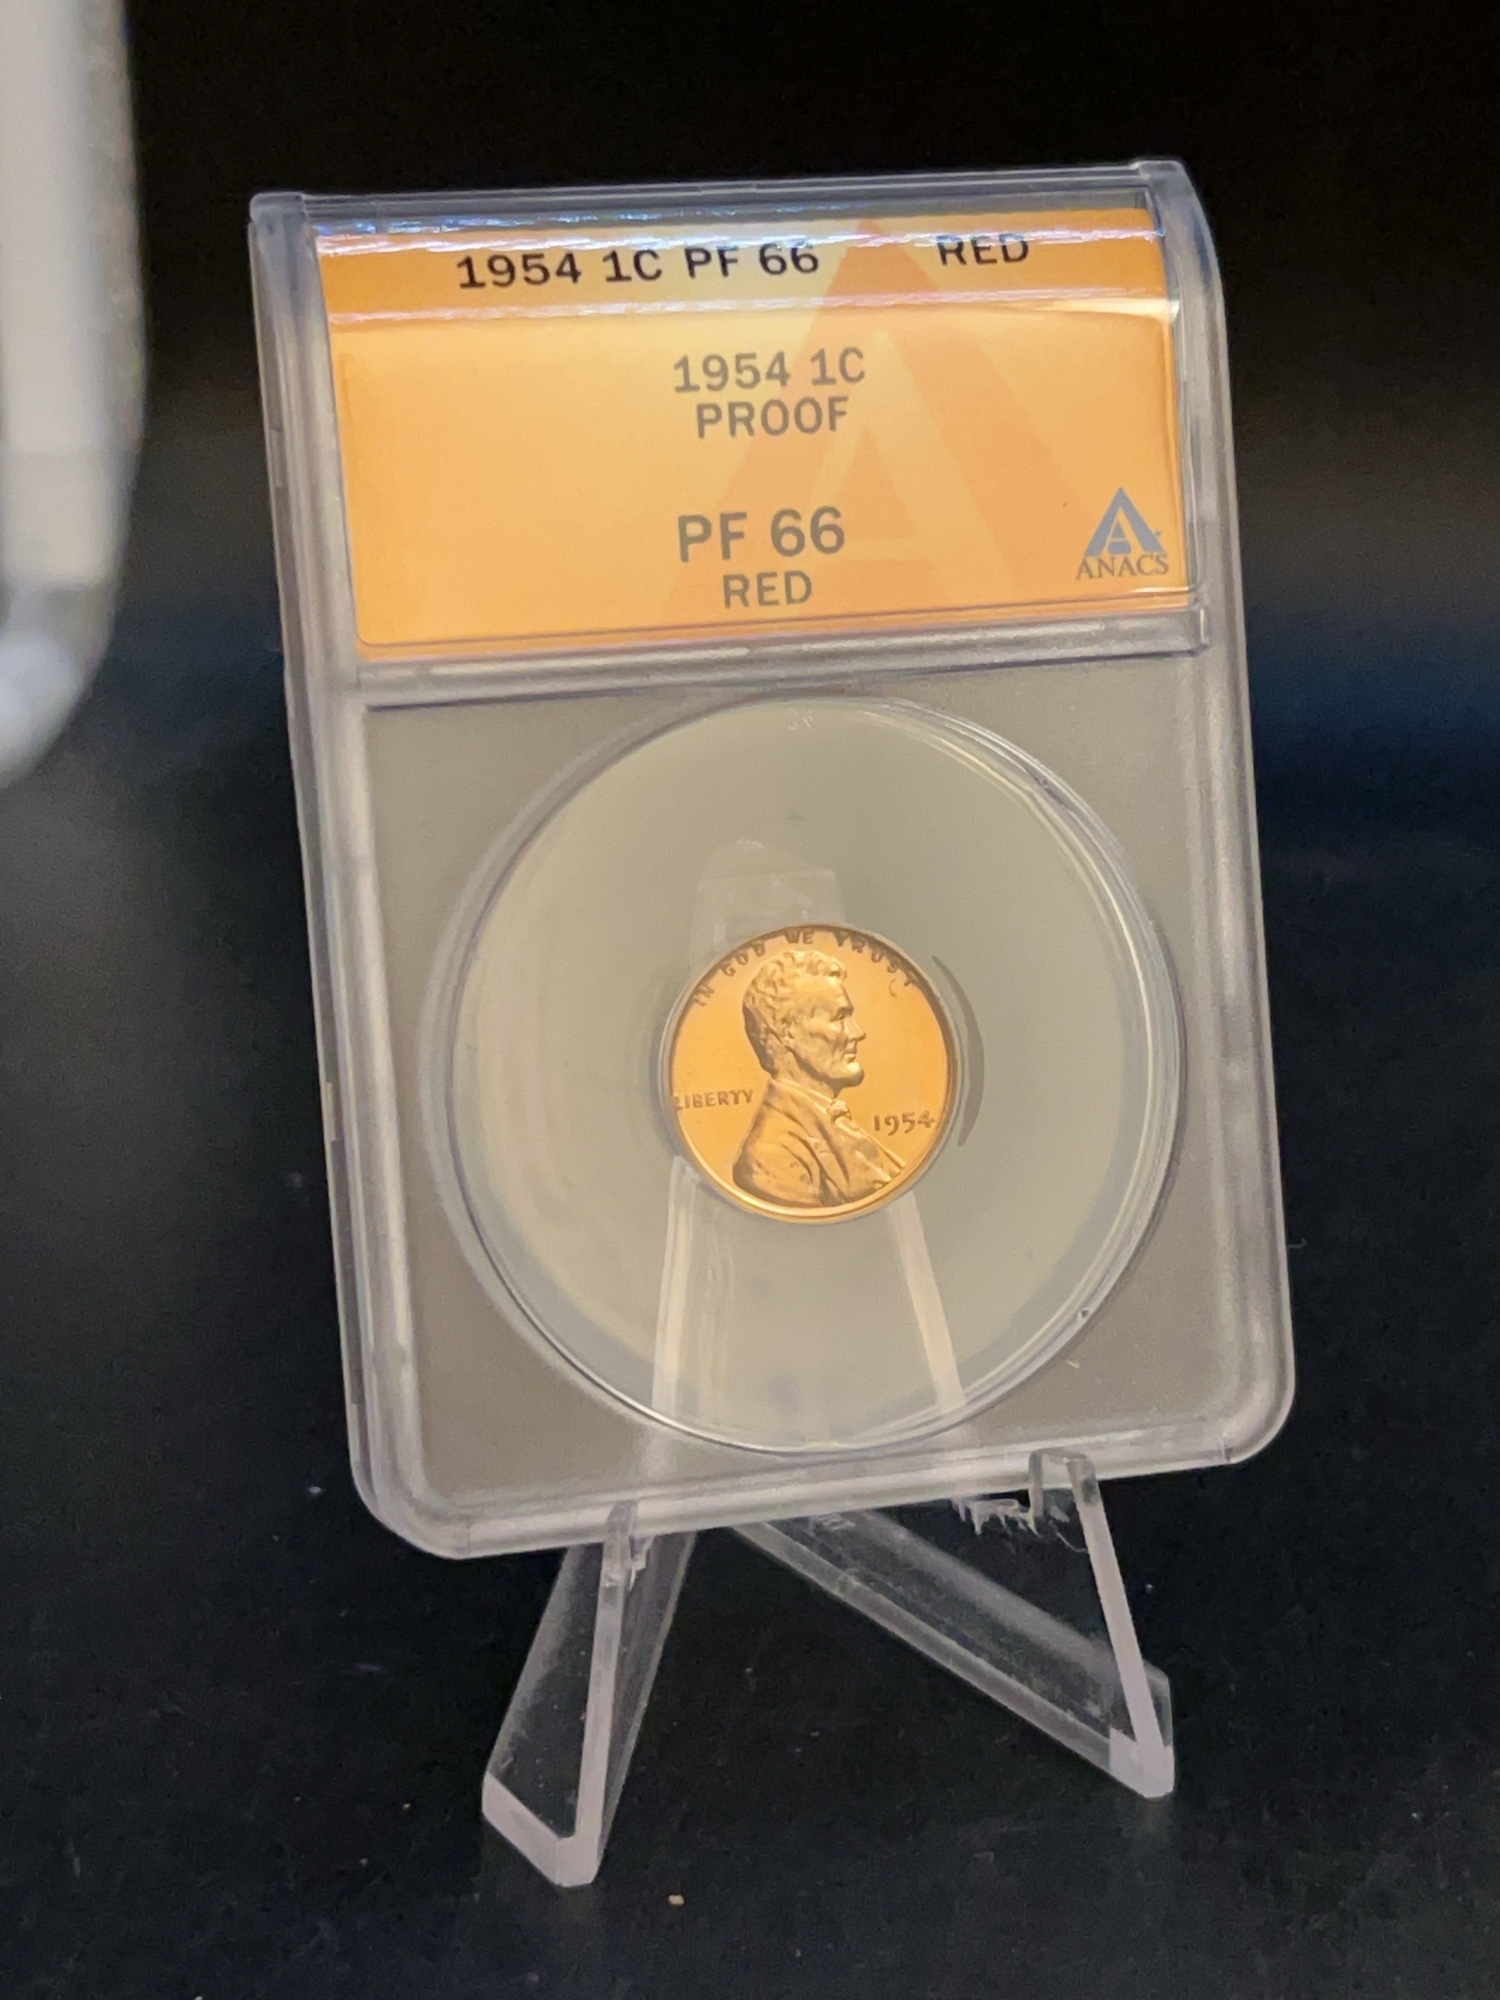 1954 1C PF 66 RED
1954 1C
PROOF
PF 66
RED
ANACS
IN GOD WE TRUST
LIBERTY
1954